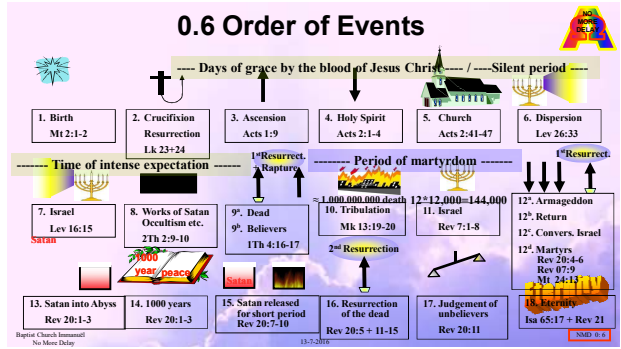 0.6 Order of Events
NO
MORE
DELAY
---- Days of grace by the blood of Jesus Christ ---- / ----Silent period ----
1. Birth
Mt 2:1-2
2. Crucifixion
Resurrection
Lk 23+24
3. Ascension
Acts 1:9
4. Holy Spirit
Acts 2:1-4
5. Church
Acts 2:41-47
6. Dispersion
Lev 26:33
------- Time of intense expectation ------
1st Resurrect.
+ Rapture
-------- Period of martyrdom -------
1st Resurrect.
7. Israel
Lev 16:15
Satan
8. Works of Satan
Occultism etc.
2Th 2:9-10
9a. Dead
9b. Believers
1Th 4:16-17
≈ 1,000,000,000 death
10. Tribulation
Mk 13:19-20
12*12,000=144,000
11. Israel
Rev 7:1-8
12a. Armageddon
12b. Return
12c. Convers. Israel
12d. Martyrs
Rev 20:4-6
Rev 07:9
Mt 24:13
1000
year peace
Satan
2nd Resurrection
Eternity
13. Satan into Abyss
Rev 20:1-3
14. 1000 years
Rev 20:1-3
15. Satan released
for short period
Rev 20:7-10
16. Resurrection
of the dead
Rev 20:5 + 11-15
17. Judgement of
unbelievers
Rev 20:11
18. Eternity
Isa 65:17 + Rev 21
Baptist Church Immanuël
No More Delay
13-7-2016
NMD 0: 6